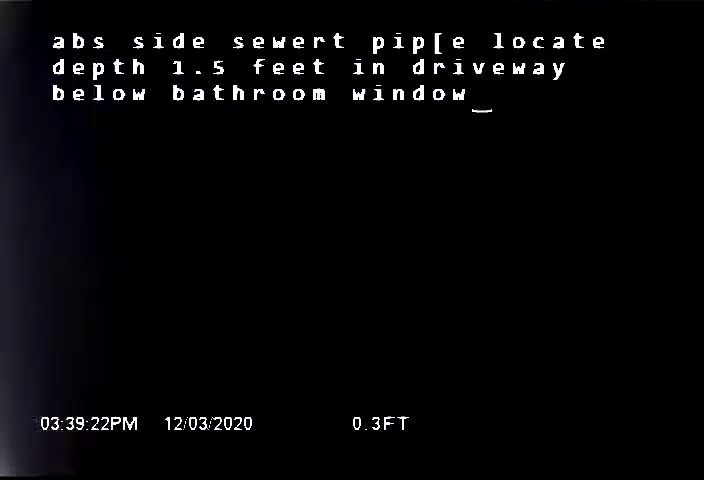 abs side sewert pip[e locate
depth 1.5 feet in driveway
below bathroom window_
03:39:22PM 12/03/2020 0.3FT